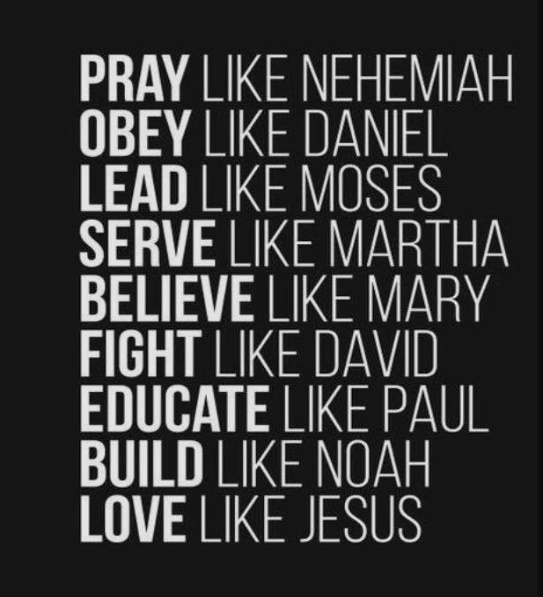 PRAY LIKE NEHEMIAH
OBEY LIKE DANIEL
LEAD LIKE MOSES
SERVE LIKE MARTHA
BELIEVE LIKE MARY
FIGHT LIKE DAVID
EDUCATE LIKE PAUL
BUILD LIKE NOAH
LOVE LIKE JESUS